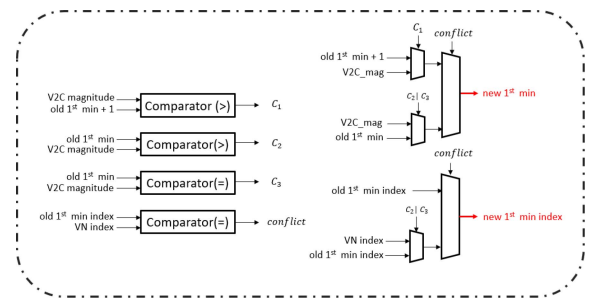 V2C magnitude
old 1st min + 1
Comparator (>)
C1
old 1st min
V2C magnitude
Comparator(>)
C2
old 1st min
V2C magnitude
Comparator(=)
C3
old 1st min index
VN index
Comparator(=)
conflict
C1
conflict
old 1st min + 1
V2C_mag
new 1st min
C2| C3
V2C_mag
old 1st min
conflict
old 1st min index
C2| C3
new 1st min index
VN index
old 1st min index